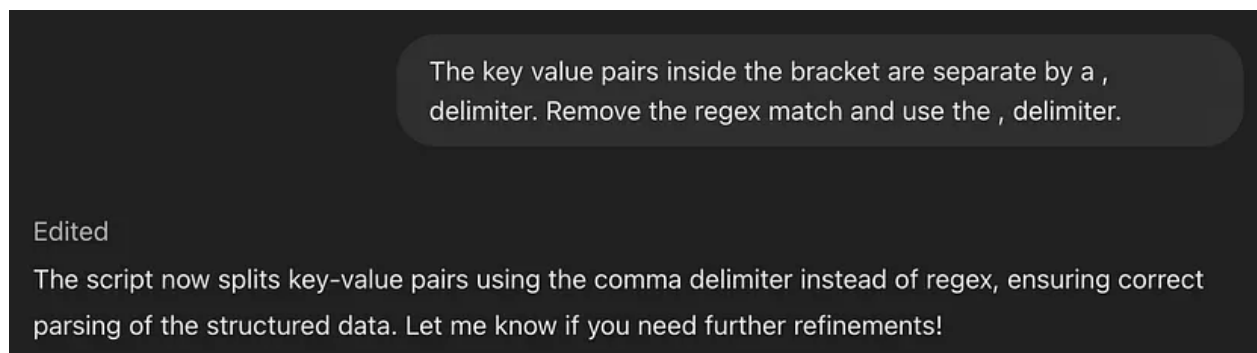 The key value pairs inside the bracket are separate by a ,
delimiter. Remove the regex match and use the , delimiter.
Edited
The script now splits key-value pairs using the comma delimiter instead of regex, ensuring correct
parsing of the structured data. Let me know if you need further refinements!